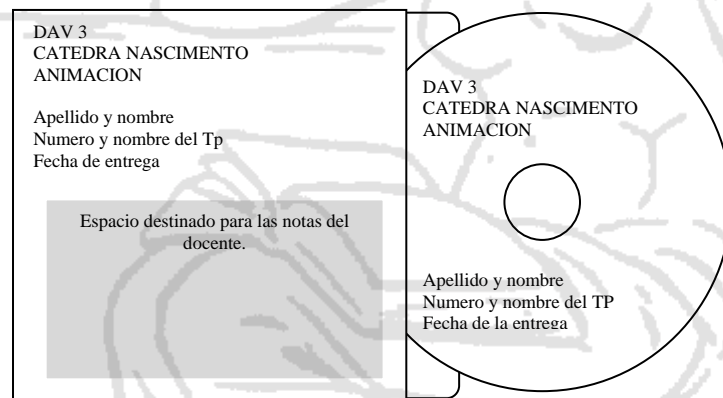 DAV 3
CATEDRA NASCIMENTO
ANIMACION
Apellido y nombre
Numero y nombre del Tp
Fecha de entrega
Espacio destinado para las notas del
docente.
DAV 3
CATEDRA NASCIMENTO
ANIMACION
Apellido y nombre
Numero y nombre del TP
Fecha de la entrega